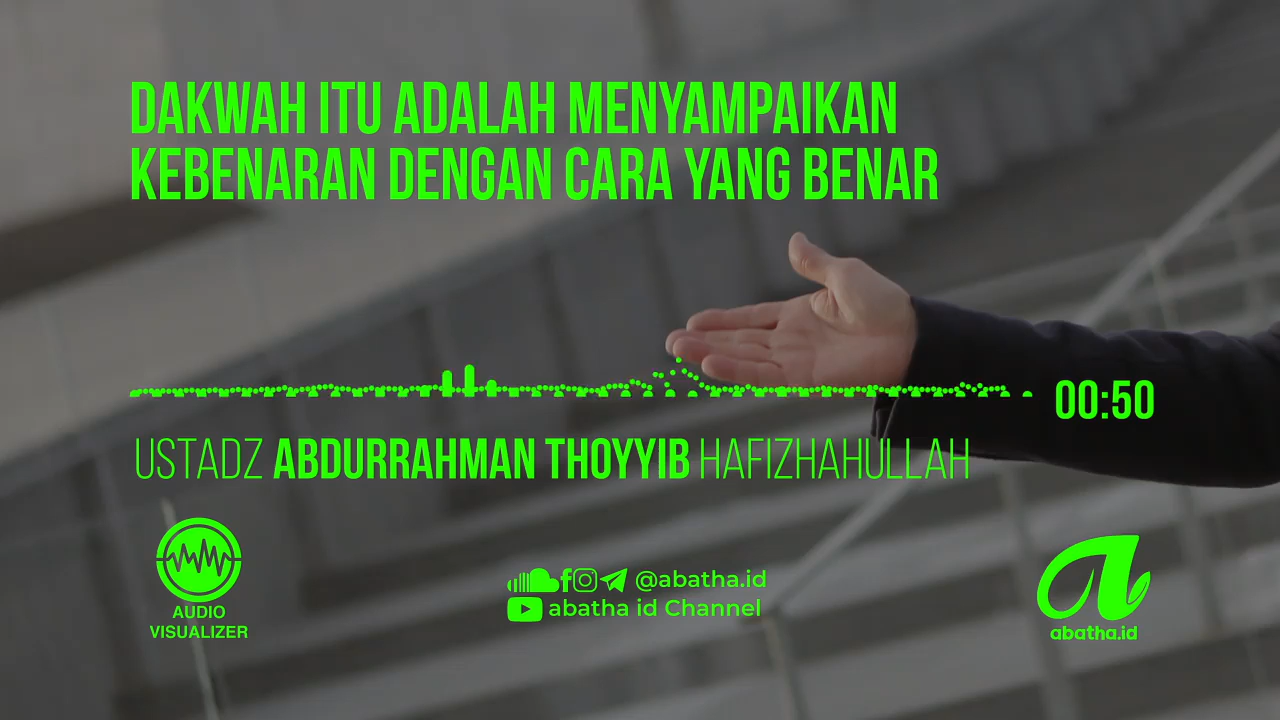 DAKWAH ITU ADALAH MENYAMPAIKAN
KEBENARAN DENGAN CARA YANG BENAR
00:50
USTADZ ABDURRAHMAN THOYYIB HAFIZHAHULLAH
AUDIO
VISUALIZER
@abatha.id
abatha id Channel
abatha.id